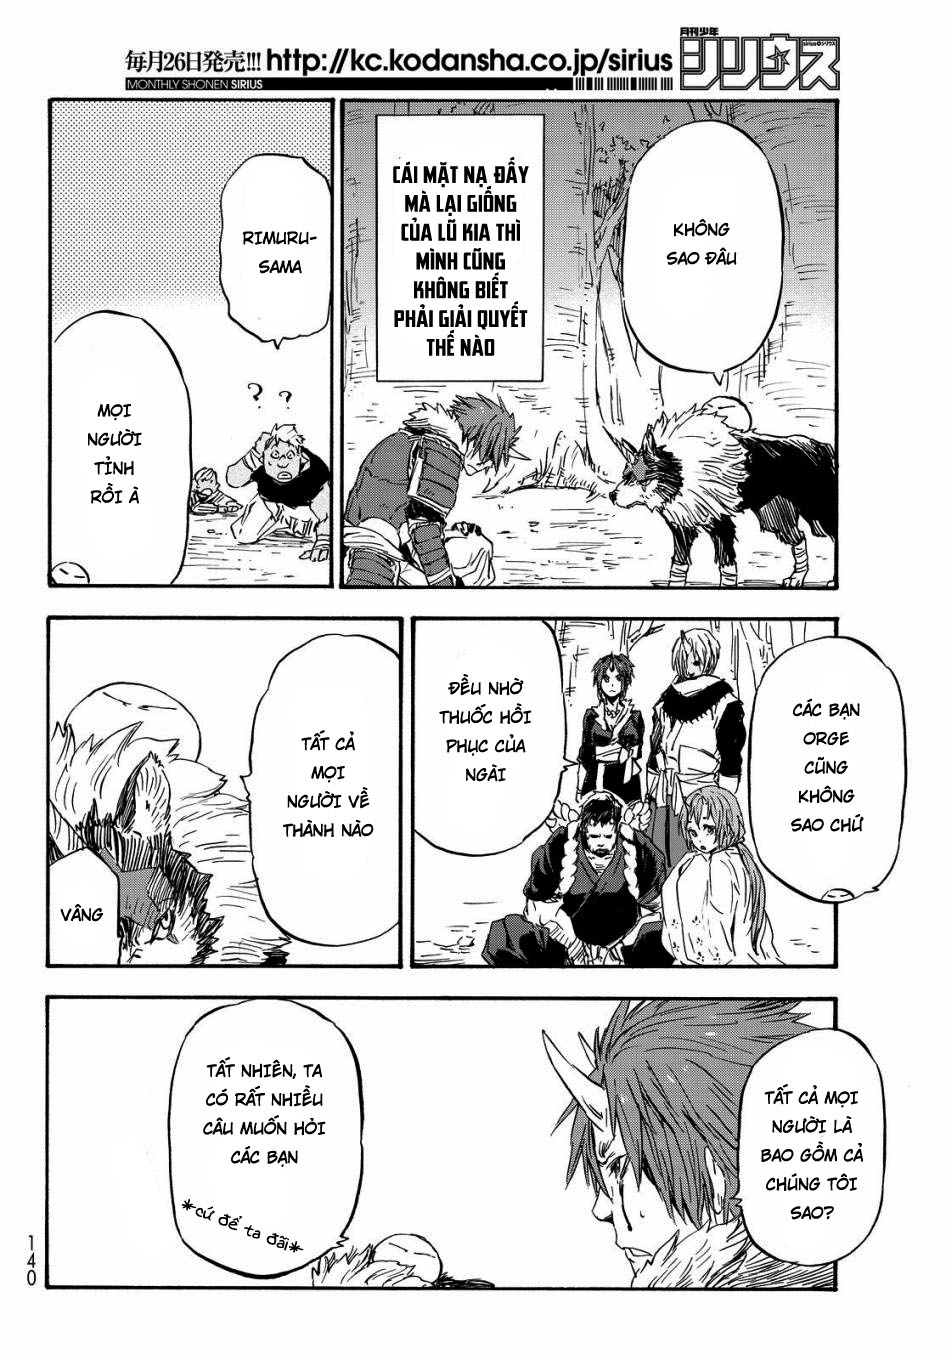 毎月26日発売!!!
MONTHLY SHONEN SIRIUS
http://kc.kodansha.co.jp/sirius
月刊少年
シリウス
KHÔNG
SAO ĐÂU
CÁI MẶT NẠ ĐẤY
MÀ LẠI GIỐNG
CỦA LŨ KIA THÌ
MÌNH CŨNG
KHÔNG BIẾT
PHẢI GIẢI QUYẾT
THẾ NÀO
RIMURU-
SAMA
? ?
MỌI
NGƯỜI
TỈNH
RỒI À
CÁC BẠN
ORGE
CŨNG
KHÔNG
SAO CHỨ
ĐỀU NHỜ
THUỐC HỒI
PHỤC CỦA
NGÀI
TẤT CẢ
MỌI
NGƯỜI VỀ
THÀNH NÀO
VÂNG
TẤT CẢ MỌI
NGƯỜI LÀ
BAO GỒM CẢ
CHÚNG TÔI
SAO?
TẤT NHIÊN, TA
CÓ RẤT NHIỀU
CÂU MUỐN HỎI
CÁC BẠN
*cứ để ta đãi*
140